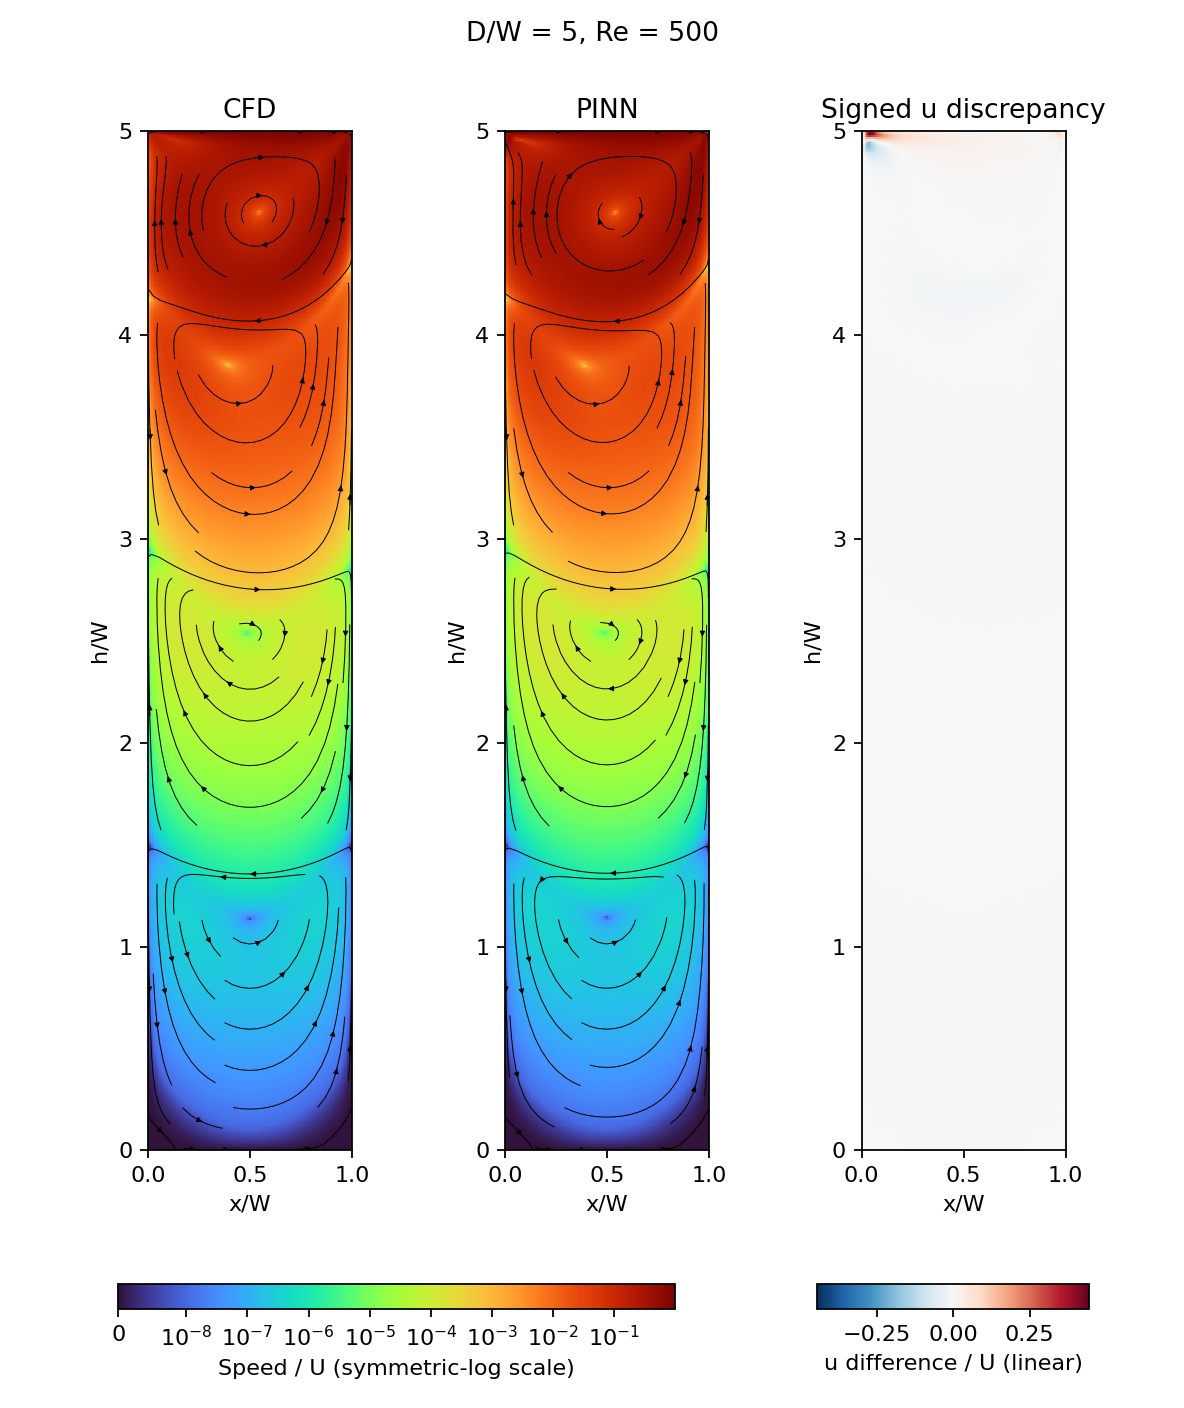 D/W = 5, Re = 500
CFD
PINN
Signed u discrepancy
5
4
3
2
1
0
h/W
0.0 0.5 1.0
x/W
5
4
3
2
1
0
h/W
0.0 0.5 1.0
x/W
5
4
3
2
1
0
h/W
0.0 0.5 1.0
x/W
0 10⁻⁸ 10⁻⁷ 10⁻⁶ 10⁻⁵ 10⁻⁴ 10⁻³ 10⁻² 10⁻¹
Speed / U (symmetric-log scale)
−0.25 0.00 0.25
u difference / U (linear)